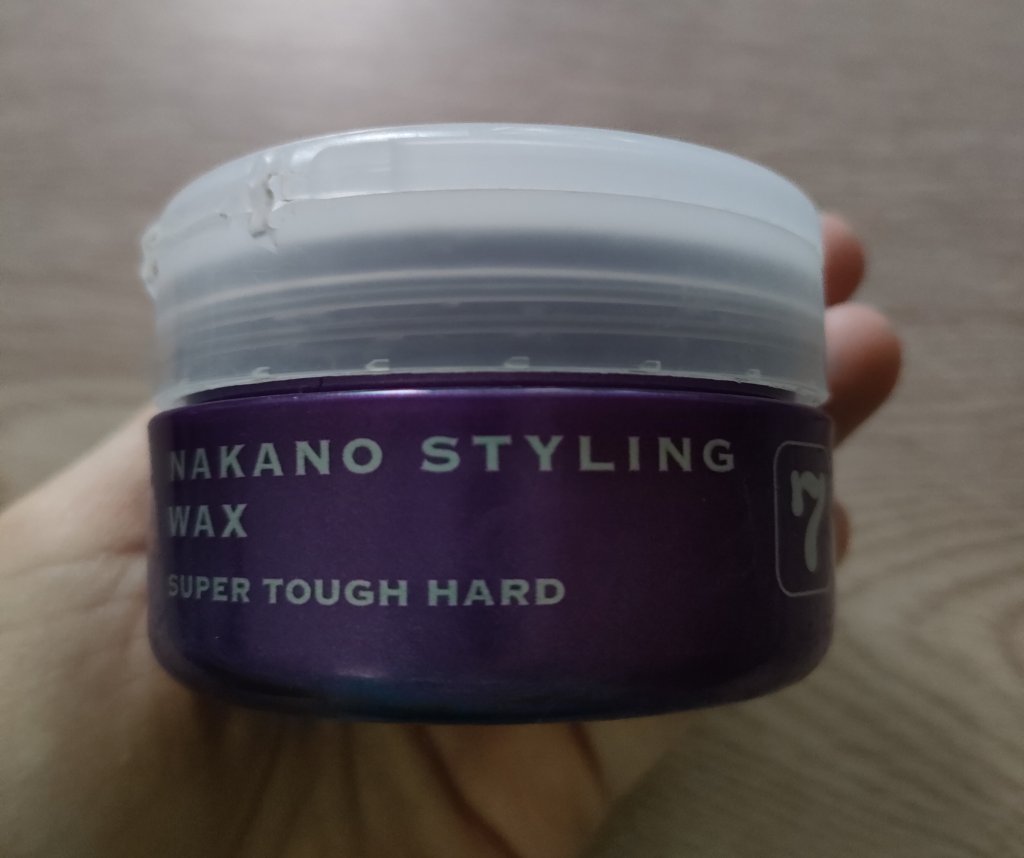 NAKANO STYLING
WAX
7
SUPER TOUGH HARD